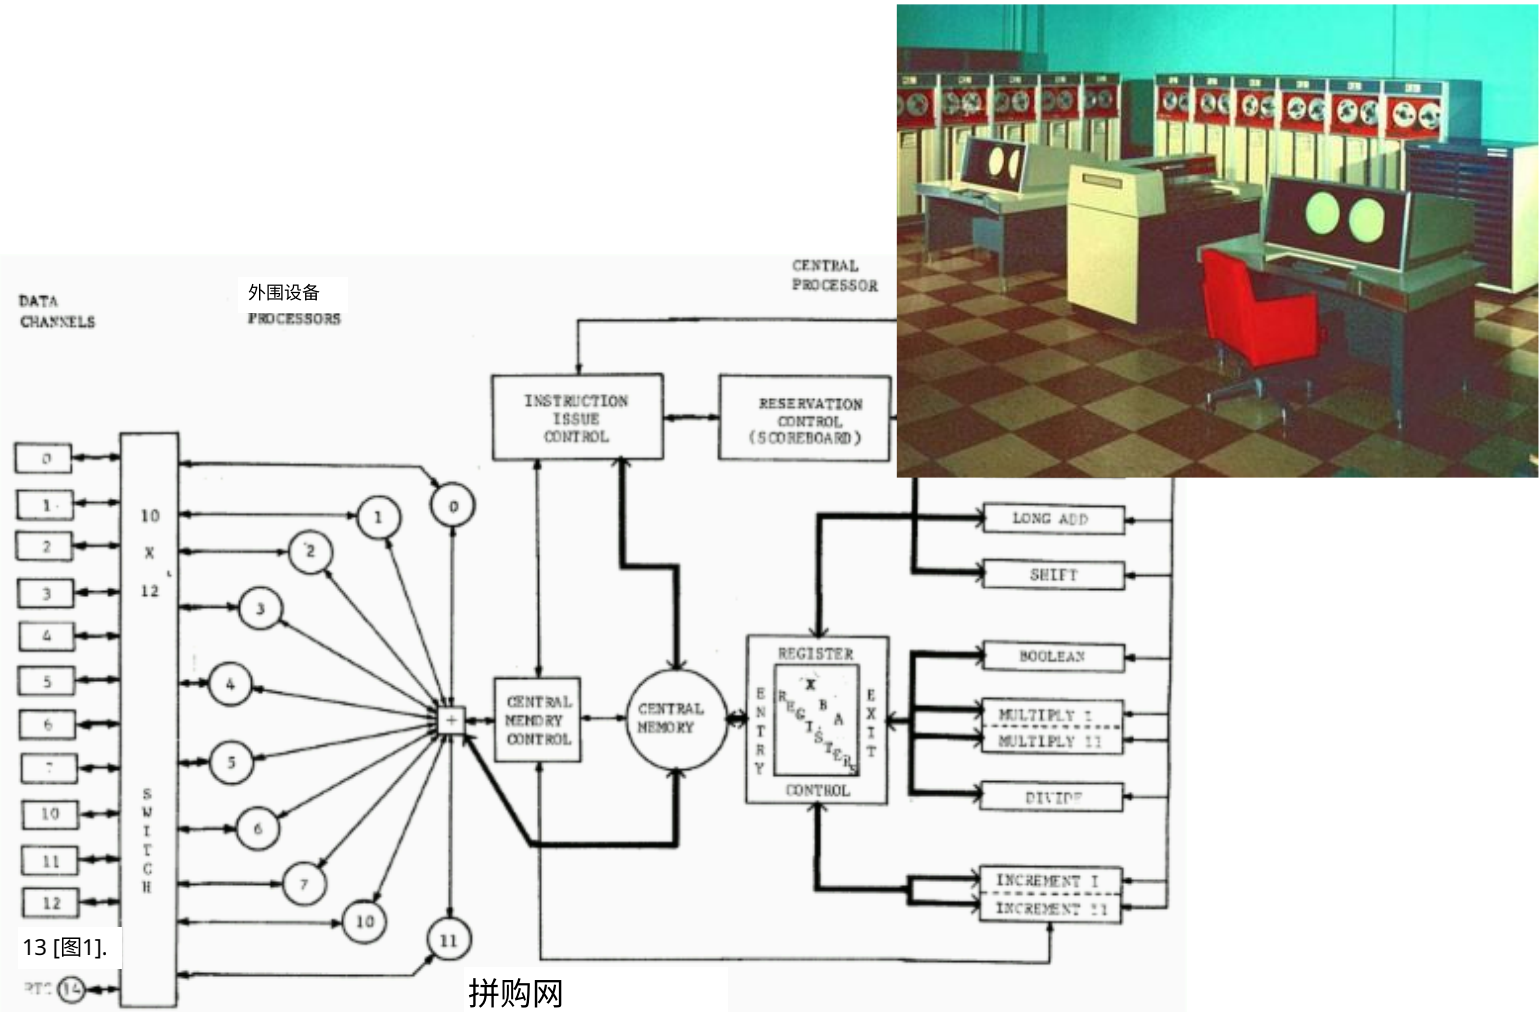 CENTRAL
PROCESSOR
DATA
CHANNELS
外围设备
PROCESSORS
INSTRUCTION
ISSUE
CONTROL
RESERVATION
CONTROL
(SCOREBOARD)
0
1
2
3
4
5
6
7
10
11
12
13 [图1].
RTC 14
10
X
12
SWITCH
0
1
2
3
4
5
6
7
10
11
+
CENTRAL
MEMORY
CONTROL
CENTRAL
MEMORY
REGISTER
ENTRY
X
B
A
REGISTERS
EXIT
CONTROL
LONG ADD
SHIFT
BOOLEAN
MULTIPLY I
MULTIPLY II
DIVIDE
INCREMENT I
INCREMENT II
拼购网